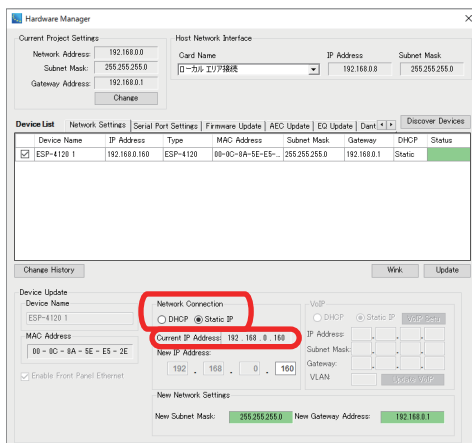 Hardware Manager
Current Project Settings
Network Address: 192.168.0.0
Subnet Mask: 255.255.255.0
Gateway Address: 192.168.0.1
Change
Host Network Interface
Card Name IP Address Subnet Mask
ローカル エリア接続 192.168.0.8 255.255.255.0
Device List Network Settings Serial Port Settings Firmware Update AEC Update EQ Update Dant
Discover Devices
Device Name IP Address Type MAC Address Subnet Mask Gateway DHCP Status
ESP-4120 1 192.168.0.160 ESP-4120 00-0C-8A-5E-E5-... 255.255.255.0 192.168.0.1 Static
Change History Wink Update
Device Update
Device Name
ESP-4120 1
MAC Address
00 - 0C - 8A - 5E - E5 - 2E
Enable Front Panel Ethernet
Network Connection
DHCP Static IP
Current IP Address: 192 . 168 . 0 . 160
New IP Address:
192 . 168 . 0 . 160
VoIP
DHCP Static IP VoIP Sets
IP Address . . .
Subnet Mask: . . .
Gateway: . . .
VLAN: Update VoIP
New Network Settings
New Subnet Mask: 255.255.255.0 New Gateway Address: 192.168.0.1